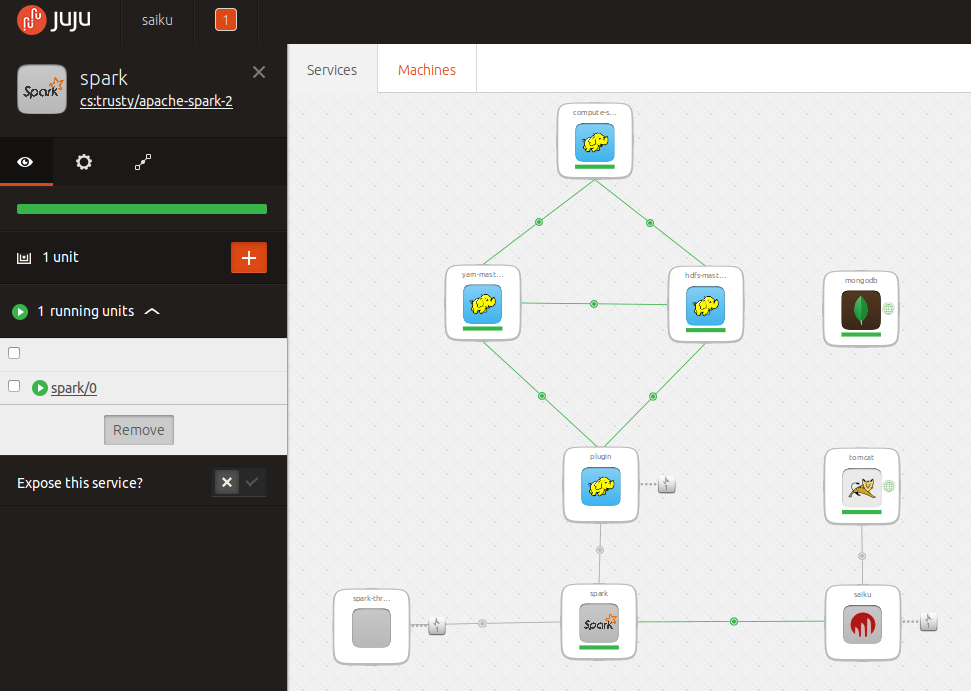 juju
saiku
1
spark
cs:trusty/apache-spark-2
1 unit
1 running units
spark/0
Remove
Expose this service?
Services
Machines
compute-s...
yarn-mast...
hdfs-mast...
mongodb
plugin
1
tomcat
spark-thr...
1
spark
Spark
saiku
1
Spark